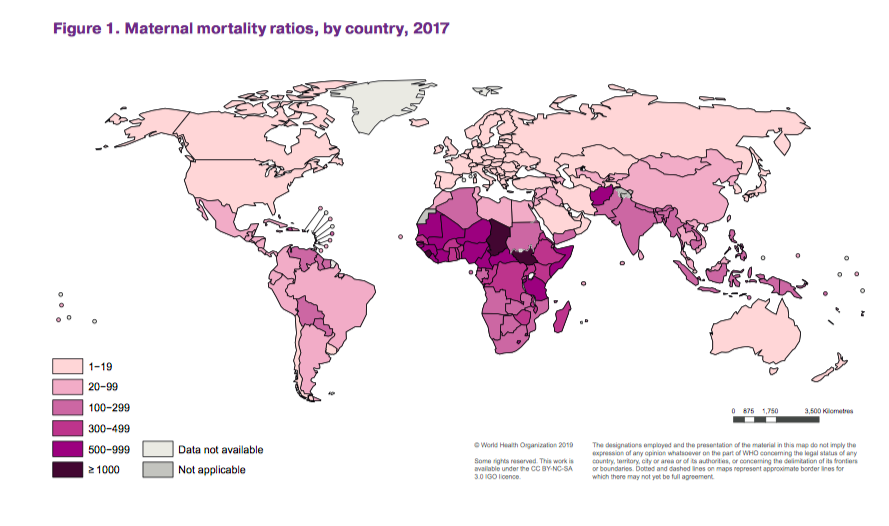 Figure 1. Maternal mortality ratios, by country, 2017
1–19
20–99
100–299
300–499
500–999
≥ 1000
Data not available
Not applicable
0 875 1,750 3,500 Kilometres
© World Health Organization 2019
Some rights reserved. This work is
available under the CC BY-NC-SA
3.0 IGO licence.
The designations employed and the presentation of the material in this map do not imply the
expression of any opinion whatsoever on the part of WHO concerning the legal status of any
country, territory, city or area or of its authorities, or concerning the delimitation of its frontiers
or boundaries. Dotted and dashed lines on maps represent approximate border lines for
which there may not yet be full agreement.